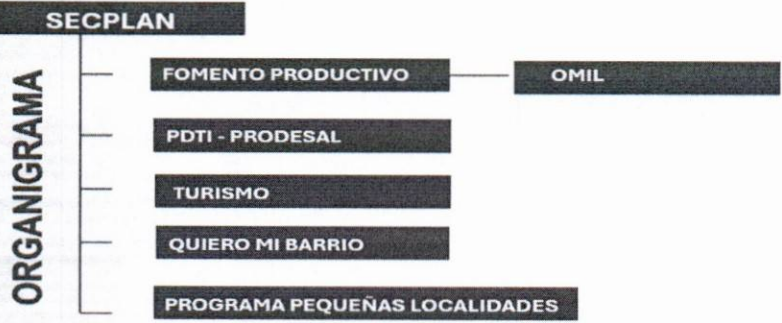 SECPLAN
ORGANIGRAMA
FOMENTO PRODUCTIVO
OMIL
PDTI - PRODESAL
TURISMO
QUIERO MI BARRIO
PROGRAMA PEQUEÑAS LOCALIDADES